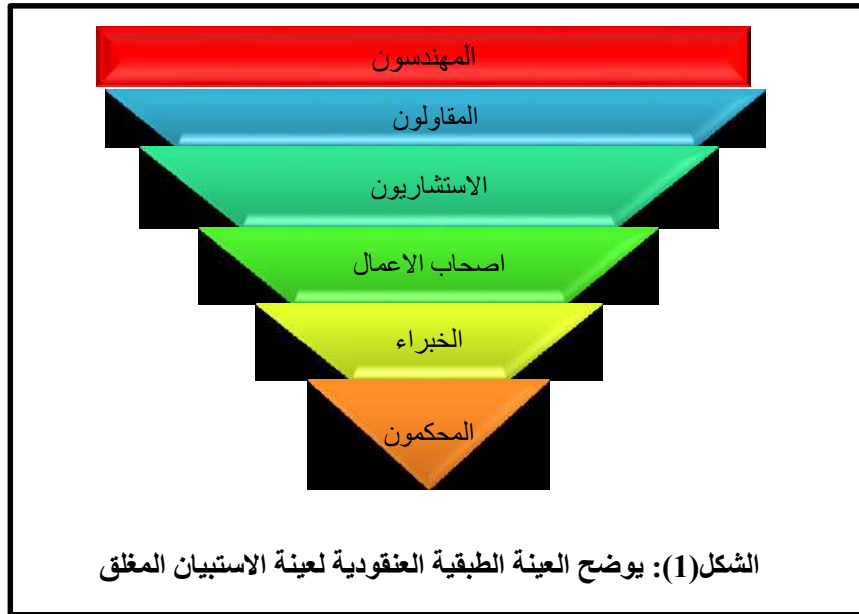 المهندسون
المقاولون
الاستشاريون
اصحاب الاعمال
الخبراء
المحكمون
الشكل(1): يوضح العينة الطبقية العنقودية لعينة الاستبيان المغلق